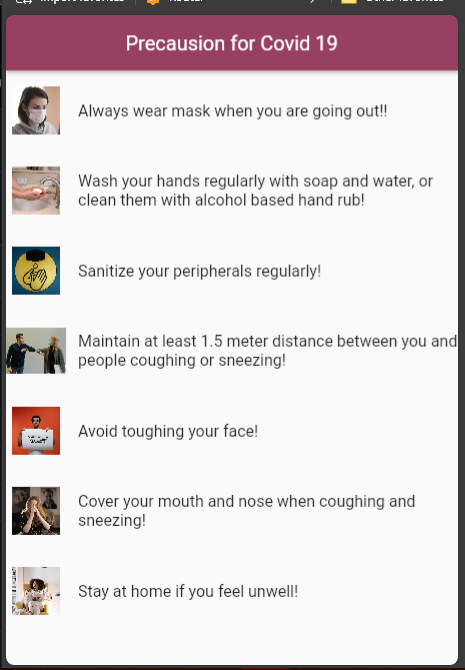 Precausion for Covid 19
Always wear mask when you are going out!!
Wash your hands regularly with soap and water, or
clean them with alcohol based hand rub!
Sanitize your peripherals regularly!
Maintain at least 1.5 meter distance between you and
people coughing or sneezing!
Avoid toughing your face!
Cover your mouth and nose when coughing and
sneezing!
Stay at home if you feel unwell!